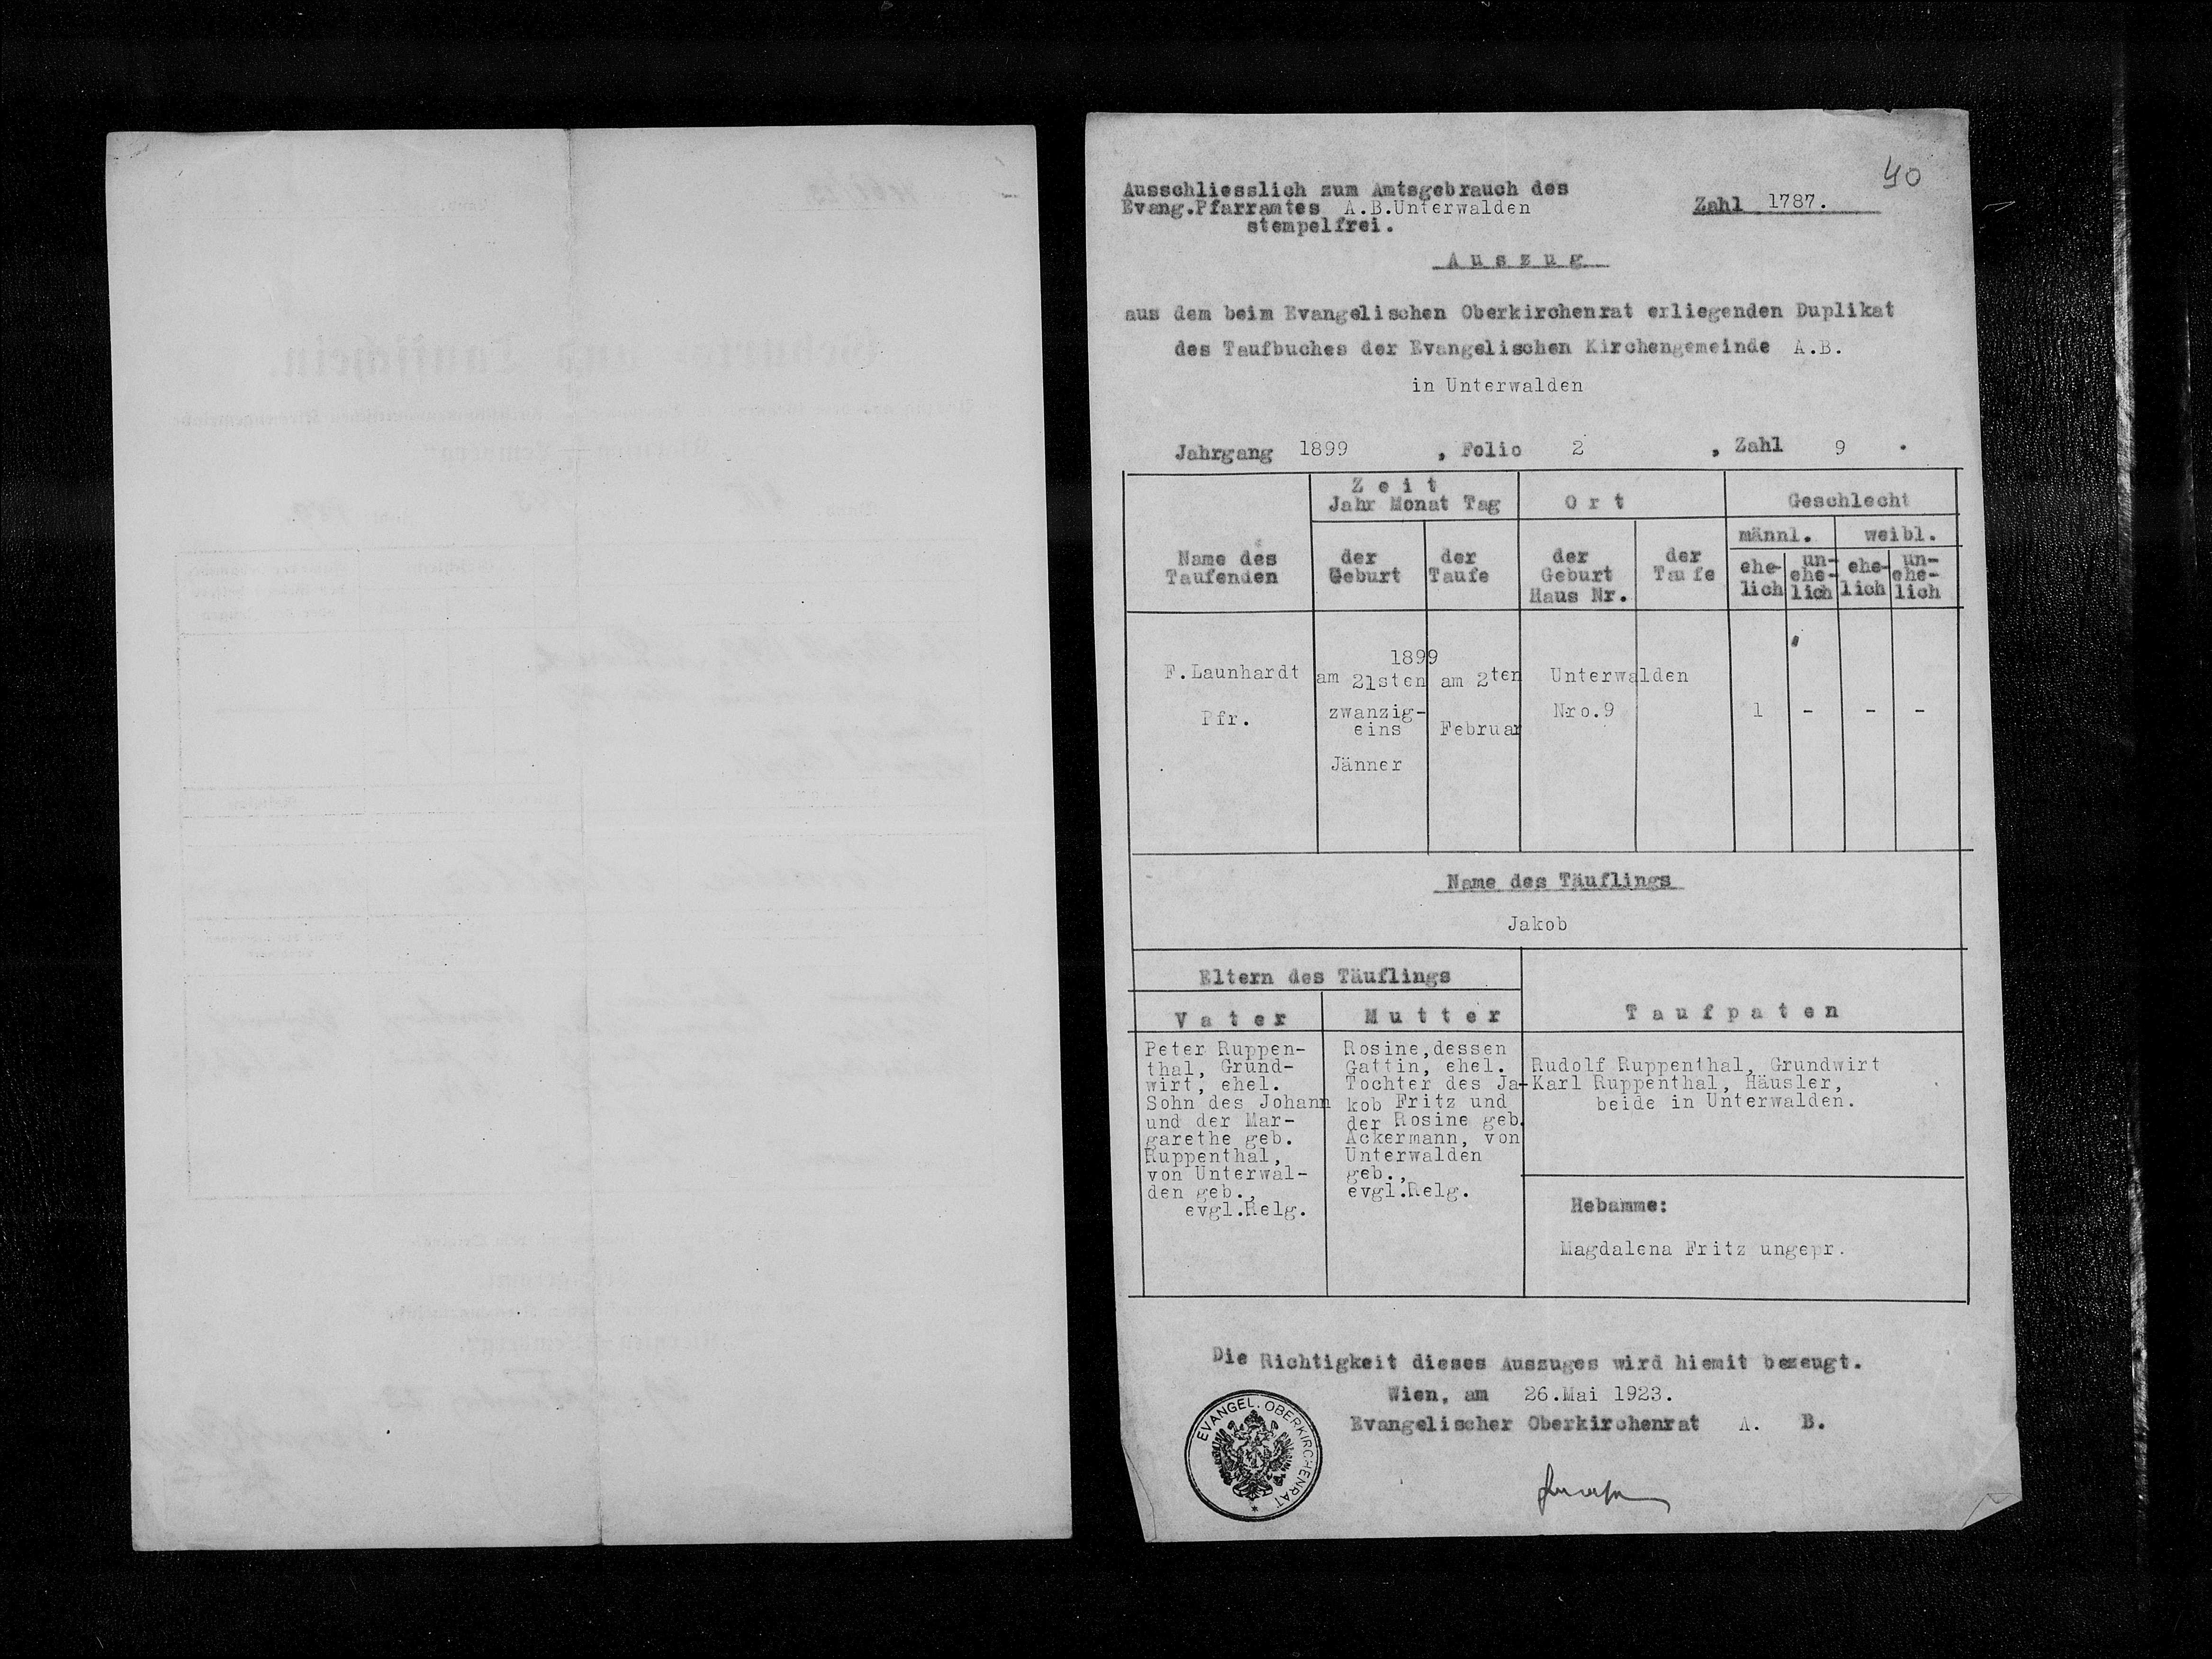 40
Ausschliesslich zum Amtsgebrauch des
Evang.Pfarramtes A.B.Unterwalden
stempelfrei.
Zahl 1787.
Auszug
aus dem beim Evangelischen Oberkirchenrat erliegenden Duplikat
des Taufbuches der Evangelischen Kirchengemeinde A.B.
in Unterwalden
Jahrgang 1899 , Folio 2 , Zahl 9 .
Name des
Taufenden
Zeit
Jahr Monat Tag
der
Geburt
der
Taufe
Ort
der
Geburt
Haus Nr.
der
Taufe
Geschlecht
männl. weibl.
ehe-
lich
un-
ehe-
lich
ehe-
lich
un-
ehe-
lich
F.Launhardt
Pfr.
1899
am 21sten
zwanzig-
eins
Jänner
am 2ten
Februar
Unterwalden
Nro.9
1 - - -
Name des Täuflings
Jakob
Eltern des Täuflings
Vater
Peter Ruppen-
thal, Grund-
wirt, ehel.
Sohn des Johann
und der Mar-
garethe geb.
Ruppenthal,
von Unterwal-
den geb.,
evgl.Relg.
Mutter
Rosine,dessen
Gattin, ehel.
Tochter des Ja-
kob Fritz und
der Rosine geb.
Ackermann, von
Unterwalden
geb.,
evgl.Relg.
Taufpaten
Rudolf Ruppenthal, Grundwirt
Karl Ruppenthal, Häusler,
beide in Unterwalden.
Hebamme:
Magdalena Fritz ungepr.
Die Richtigkeit dieses Auszuges wird hiemit bezeugt.
Wien, am 26.Mai 1923.
Evangelischer Oberkirchenrat A. B.
EVANGEL. OBERKIRCHENRAT